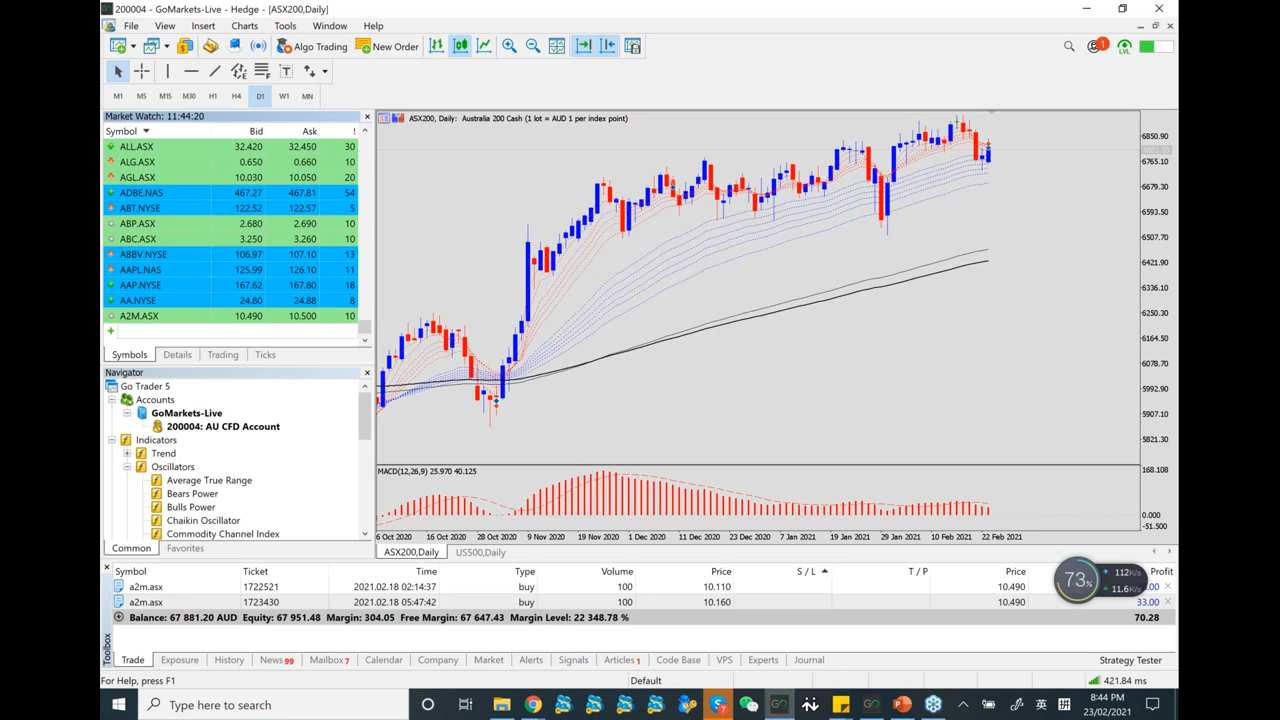 200004 - GoMarkets-Live - Hedge - [ASX200,Daily]
File View Insert Charts Tools Window Help
Algo Trading New Order 1 LVL
M1 M5 M15 M30 H1 H4 D1 W1 MN
Market Watch: 11:44:20
Symbol Bid Ask !
ALL.ASX 32.420 32.450 30
ALG.ASX 0.650 0.660 10
AGL.ASX 10.030 10.050 20
ADBE.NAS 467.27 467.81 54
ABT.NYSE 122.52 122.57 5
ABP.ASX 2.680 2.690 10
ABC.ASX 3.250 3.260 10
ABBV.NYSE 106.97 107.10 13
AAPL.NAS 125.99 126.10 11
AAP.NYSE 167.62 167.80 18
AA.NYSE 24.80 24.88 8
A2M.ASX 10.490 10.500 10
Symbols Details Trading Ticks
Navigator
Go Trader 5
Accounts
GoMarkets-Live
200004: AU CFD Account
Indicators
Trend
Oscillators
Average True Range
Bears Power
Bulls Power
Chaikin Oscillator
Commodity Channel Index
Common Favorites
ASX200, Daily: Australia 200 Cash (1 lot = AUD 1 per index point)
6850.90
6765.10
6679.30
6593.50
6507.70
6421.90
6336.10
6250.30
6164.50
6078.70
5992.90
5907.10
5821.30
MACD(12,26,9) 25.970 40.125
168.108
0.000
-51.500
6 Oct 2020 16 Oct 2020 28 Oct 2020 9 Nov 2020 19 Nov 2020 1 Dec 2020 11 Dec 2020 23 Dec 2020 7 Jan 2021 19 Jan 2021 29 Jan 2021 10 Feb 2021 22 Feb 2021
ASX200,Daily US500,Daily
Symbol Ticket Time Type Volume Price S / L T / P Price Profit
a2m.asx 1722521 2021.02.18 02:14:37 buy 100 10.110 10.490
a2m.asx 1723430 2021.02.18 05:47:42 buy 100 10.160 10.490 33.00
73% 112K/s
11.6K/s
Balance: 67 881.20 AUD Equity: 67 951.48 Margin: 304.05 Free Margin: 67 647.43 Margin Level: 22 348.78 % 70.28
Toolbox
Trade Exposure History News 99 Mailbox 7 Calendar Company Market Alerts Signals Articles 1 Code Base VPS Experts Journal Strategy Tester
For Help, press F1 Default 421.84 ms
Type here to search
英
8:44 PM
23/02/2021